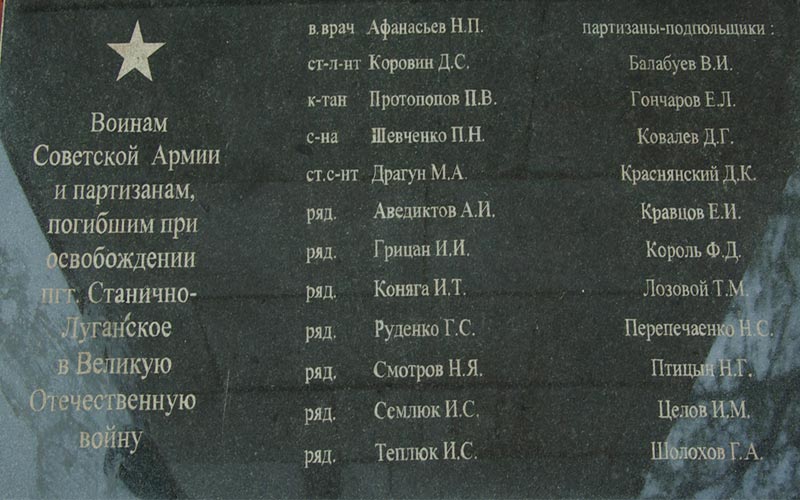 Воинам
Советской Армии
и партизанам,
погибшим при
освобождении
пгт. Станично-
Луганское
в Великую
Отечественную
войну
в.врач Афанасьев Н.П.
ст-л-нт Коровин Д.С.
к-тан Протопопов П.В.
с-на Шевченко П.Н.
ст.с-нт Драгун М.А.
ряд. Аведиктов А.И.
ряд. Грицан И.И.
ряд. Коняга И.Т.
ряд. Руденко Г.С.
ряд. Смотров Н.Я.
ряд. Семлюк И.С.
ряд. Теплюк И.С.
партизаны-подпольщики :
Балабуев В.И.
Гончаров Е.Л.
Ковалев Д.Г.
Краснянский Д.К.
Кравцов Е.И.
Король Ф.Д.
Лозовой Т.М.
Перепечаенко Н.С.
Птицын Н.Г.
Целов И.М.
Шолохов Г.А.